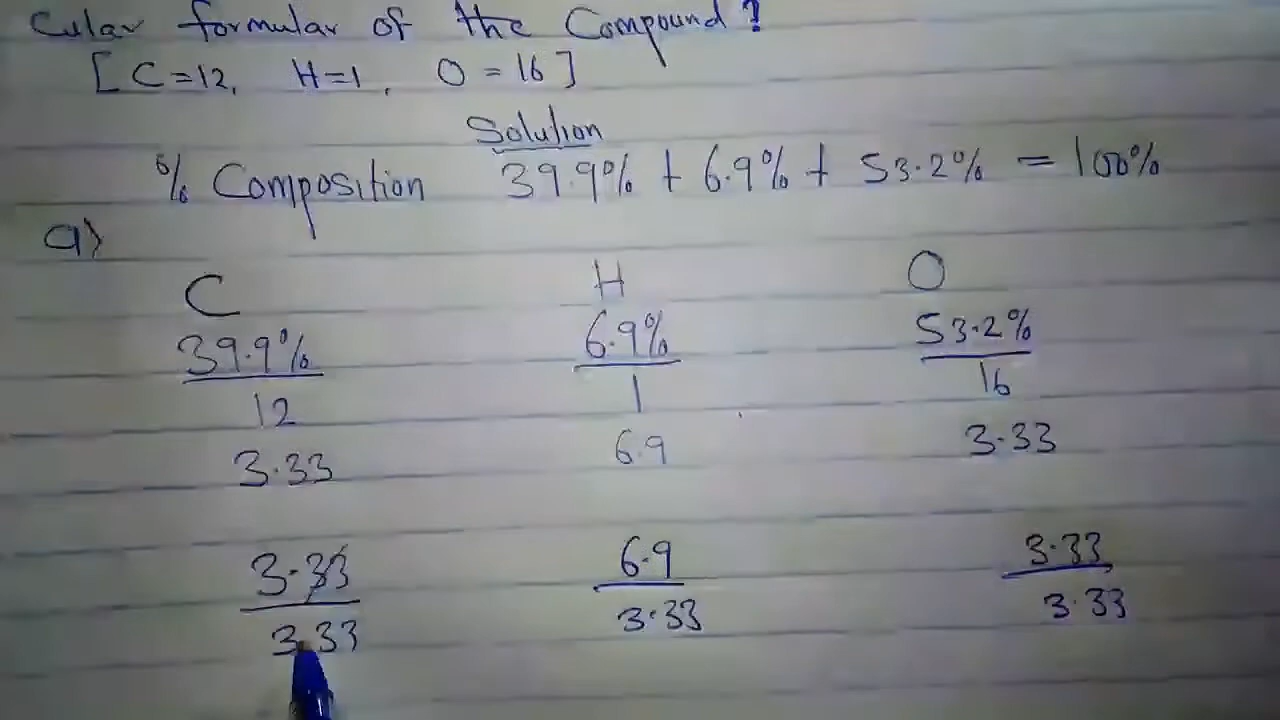 Cular formular of the Compound?
[C=12, H=1, O=16]
Solution
% Composition 39.9% + 6.9% + 53.2% = 100%
a)
C H O
39.9% 6.9% 53.2%
12 1 16
3.33 6.9 3.33
3.33 6.9 3.33
3.33 3.33 3.33